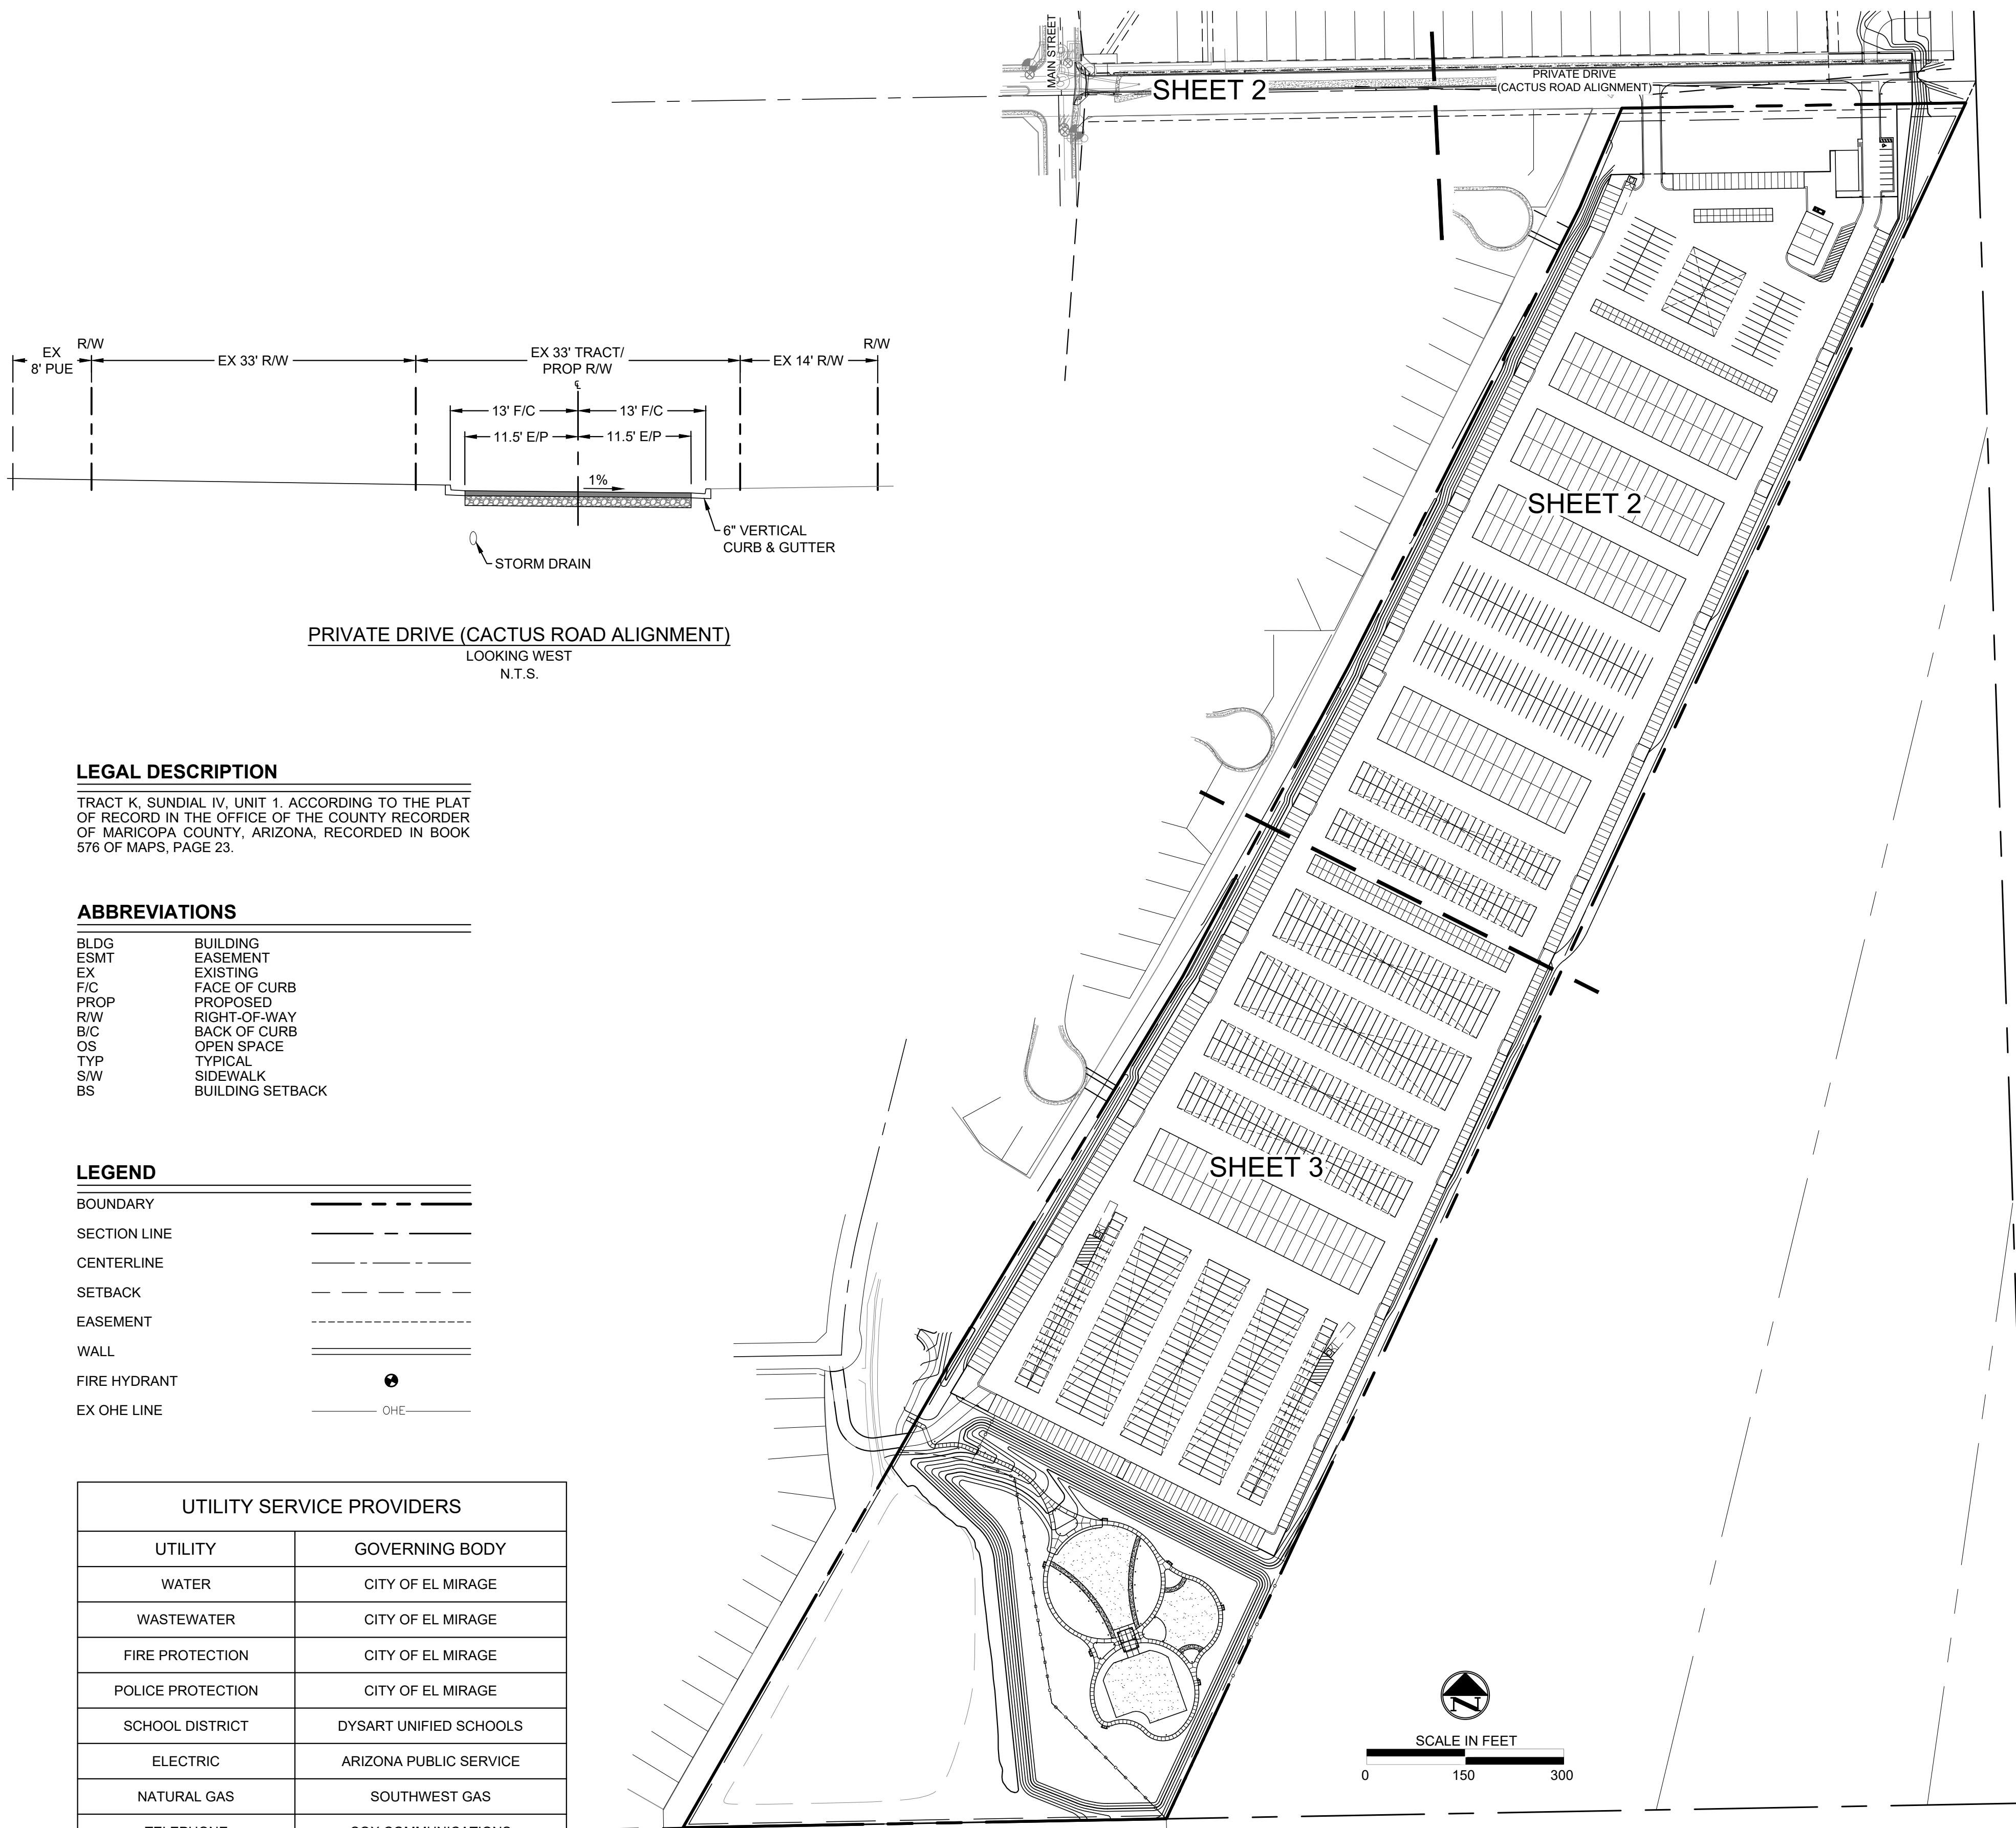 MAIN STREET
SHEET 2
PRIVATE DRIVE
(CACTUS ROAD ALIGNMENT)
EX
8' PUE
R/W
EX 33' R/W
EX 33' TRACT/
PROP R/W
EX 14' R/W
R/W
℄
13' F/C
13' F/C
11.5' E/P
11.5' E/P
1%
6" VERTICAL
CURB & GUTTER
STORM DRAIN
PRIVATE DRIVE (CACTUS ROAD ALIGNMENT)
LOOKING WEST
N.T.S.
SHEET 2
LEGAL DESCRIPTION
TRACT K, SUNDIAL IV, UNIT 1. ACCORDING TO THE PLAT
OF RECORD IN THE OFFICE OF THE COUNTY RECORDER
OF MARICOPA COUNTY, ARIZONA, RECORDED IN BOOK
576 OF MAPS, PAGE 23.
ABBREVIATIONS
BLDG BUILDING
ESMT EASEMENT
EX EXISTING
F/C FACE OF CURB
PROP PROPOSED
R/W RIGHT-OF-WAY
B/C BACK OF CURB
OS OPEN SPACE
TYP TYPICAL
S/W SIDEWALK
BS BUILDING SETBACK
SHEET 3
LEGEND
BOUNDARY
SECTION LINE
CENTERLINE
SETBACK
EASEMENT
WALL
FIRE HYDRANT
EX OHE LINE OHE
UTILITY SERVICE PROVIDERS
UTILITY GOVERNING BODY
WATER CITY OF EL MIRAGE
WASTEWATER CITY OF EL MIRAGE
FIRE PROTECTION CITY OF EL MIRAGE
POLICE PROTECTION CITY OF EL MIRAGE
SCHOOL DISTRICT DYSART UNIFIED SCHOOLS
ELECTRIC ARIZONA PUBLIC SERVICE
NATURAL GAS SOUTHWEST GAS
TELEPHONE COX COMMUNICATIONS
N
SCALE IN FEET
0 150 300